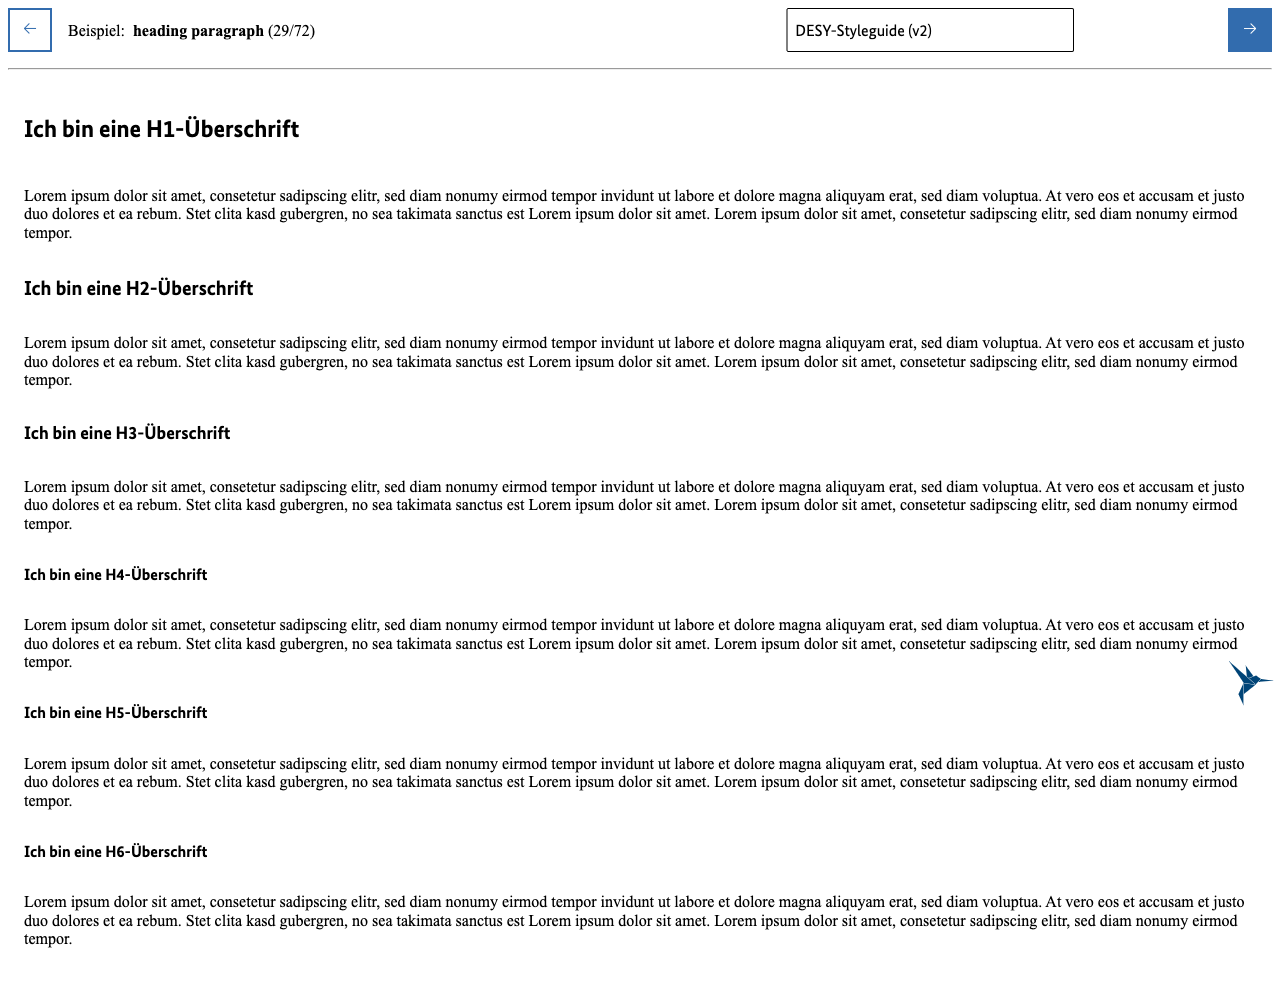 Beispiel: heading paragraph (29/72)
DESY-Styleguide (v2)
Ich bin eine H1-Überschrift
Lorem ipsum dolor sit amet, consetetur sadipscing elitr, sed diam nonumy eirmod tempor invidunt ut labore et dolore magna aliquyam erat, sed diam voluptua. At vero eos et accusam et justo
duo dolores et ea rebum. Stet clita kasd gubergren, no sea takimata sanctus est Lorem ipsum dolor sit amet. Lorem ipsum dolor sit amet, consetetur sadipscing elitr, sed diam nonumy eirmod
tempor.
Ich bin eine H2-Überschrift
Lorem ipsum dolor sit amet, consetetur sadipscing elitr, sed diam nonumy eirmod tempor invidunt ut labore et dolore magna aliquyam erat, sed diam voluptua. At vero eos et accusam et justo
duo dolores et ea rebum. Stet clita kasd gubergren, no sea takimata sanctus est Lorem ipsum dolor sit amet. Lorem ipsum dolor sit amet, consetetur sadipscing elitr, sed diam nonumy eirmod
tempor.
Ich bin eine H3-Überschrift
Lorem ipsum dolor sit amet, consetetur sadipscing elitr, sed diam nonumy eirmod tempor invidunt ut labore et dolore magna aliquyam erat, sed diam voluptua. At vero eos et accusam et justo
duo dolores et ea rebum. Stet clita kasd gubergren, no sea takimata sanctus est Lorem ipsum dolor sit amet. Lorem ipsum dolor sit amet, consetetur sadipscing elitr, sed diam nonumy eirmod
tempor.
Ich bin eine H4-Überschrift
Lorem ipsum dolor sit amet, consetetur sadipscing elitr, sed diam nonumy eirmod tempor invidunt ut labore et dolore magna aliquyam erat, sed diam voluptua. At vero eos et accusam et justo
duo dolores et ea rebum. Stet clita kasd gubergren, no sea takimata sanctus est Lorem ipsum dolor sit amet. Lorem ipsum dolor sit amet, consetetur sadipscing elitr, sed diam nonumy eirmod
tempor.
Ich bin eine H5-Überschrift
Lorem ipsum dolor sit amet, consetetur sadipscing elitr, sed diam nonumy eirmod tempor invidunt ut labore et dolore magna aliquyam erat, sed diam voluptua. At vero eos et accusam et justo
duo dolores et ea rebum. Stet clita kasd gubergren, no sea takimata sanctus est Lorem ipsum dolor sit amet. Lorem ipsum dolor sit amet, consetetur sadipscing elitr, sed diam nonumy eirmod
tempor.
Ich bin eine H6-Überschrift
Lorem ipsum dolor sit amet, consetetur sadipscing elitr, sed diam nonumy eirmod tempor invidunt ut labore et dolore magna aliquyam erat, sed diam voluptua. At vero eos et accusam et justo
duo dolores et ea rebum. Stet clita kasd gubergren, no sea takimata sanctus est Lorem ipsum dolor sit amet. Lorem ipsum dolor sit amet, consetetur sadipscing elitr, sed diam nonumy eirmod
tempor.